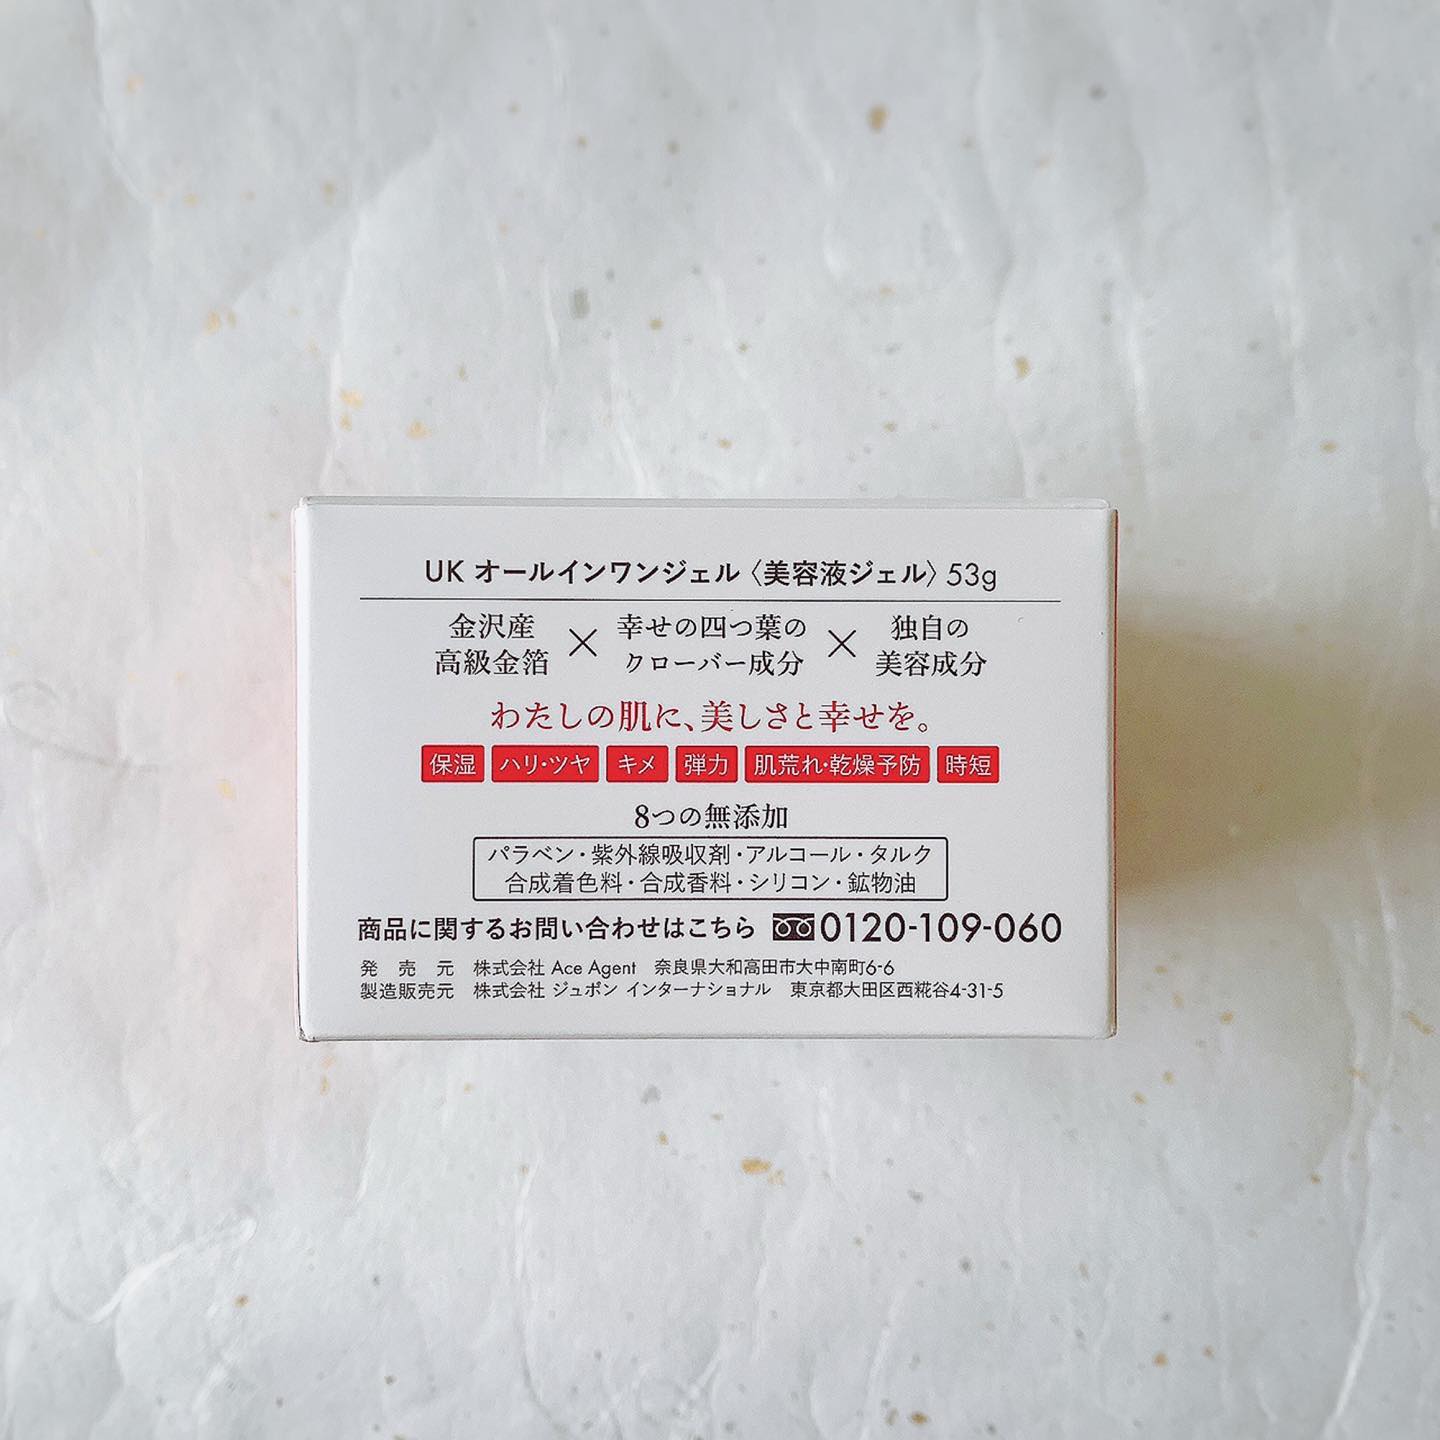 UK オールインワンジェル〈美容液ジェル〉53g
金沢産 高級金箔 × 幸せの四つ葉の クローバー成分 × 独自の 美容成分
わたしの肌に、美しさと幸せを。
保湿 ハリ・ツヤ キメ 弾力 肌荒れ・乾燥予防 時短
8つの無添加
パラベン・紫外線吸収剤・アルコール・タルク
合成着色料・合成香料・シリコン・鉱物油
商品に関するお問い合わせはこちら 0120-109-060
発売元 株式会社 Ace Agent 奈良県大和高田市大中南町6-6
製造販売元 株式会社 ジュポン インターナショナル 東京都大田区西糀谷4-31-5